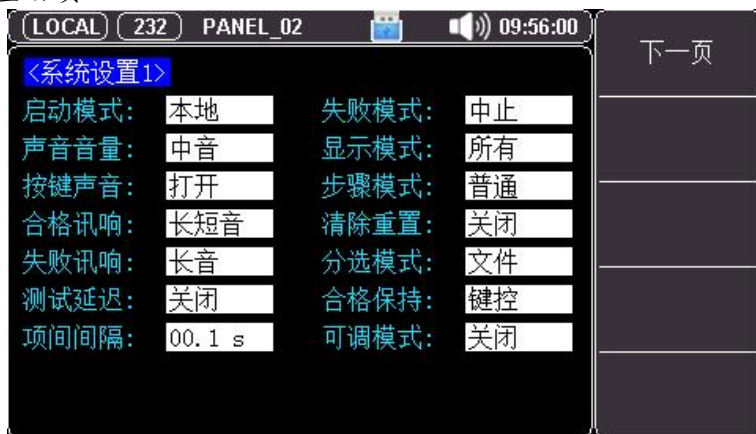 (LOCAL) (232) PANEL_02 09:56:00
下一页
<系统设置1>
启动模式: 本地 失败模式: 中止
声音音量: 中音 显示模式: 所有
按键声音: 打开 步骤模式: 普通
合格讯响: 长短音 清除重置: 关闭
失败讯响: 长音 分选模式: 文件
测试延迟: 关闭 合格保持: 键控
项间间隔: 00.1 s 可调模式: 关闭